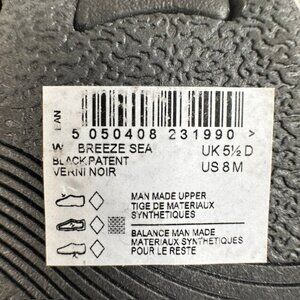 EAN
5 050408 231990 >
W BREEZE SEA UK 5½ D
BLACK PATENT US 8 M
VERNI NOIR
MAN MADE UPPER
TIGE DE MATERIAUX
SYNTHETIQUES
BALANCE MAN MADE
MATERIAUX SYNTHETIQUES
POUR LE RESTE